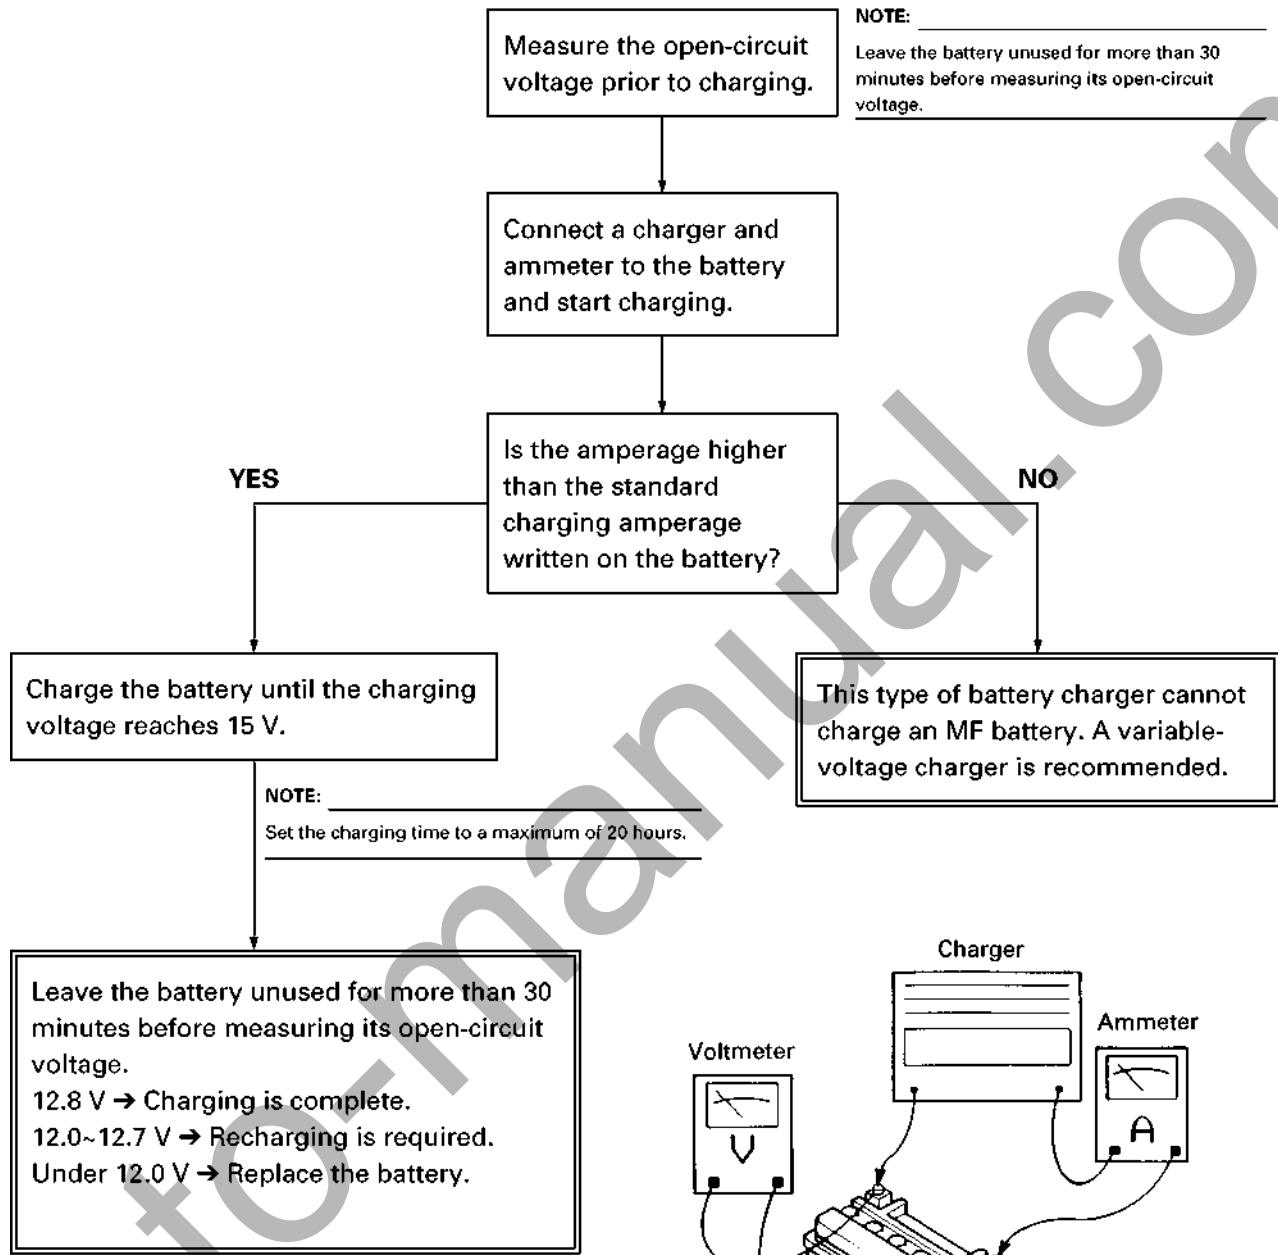 Measure the open-circuit
voltage prior to charging.
NOTE:
Leave the battery unused for more than 30
minutes before measuring its open-circuit
voltage.
Connect a charger and
ammeter to the battery
and start charging.
Is the amperage higher
than the standard
charging amperage
written on the battery?
YES
NO
Charge the battery until the charging
voltage reaches 15 V.
This type of battery charger cannot
charge an MF battery. A variable-
voltage charger is recommended.
NOTE:
Set the charging time to a maximum of 20 hours.
Leave the battery unused for more than 30
minutes before measuring its open-circuit
voltage.
12.8 V → Charging is complete.
12.0~12.7 V → Recharging is required.
Under 12.0 V → Replace the battery.
Charger
Ammeter
Voltmeter
V
A
to-manual.com